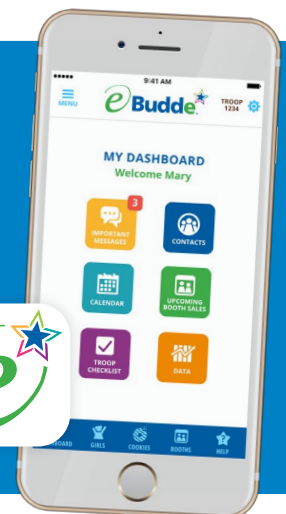 9:41 AM
MENU
eBudde
TROOP
1234
MY DASHBOARD
Welcome Mary
3
IMPORTANT
MESSAGES
CONTACTS
CALENDAR
UPCOMING
BOOTH SALES
TROOP
CHECKLIST
DATA
GIRLS
COOKIES
BOOTHS
HELP